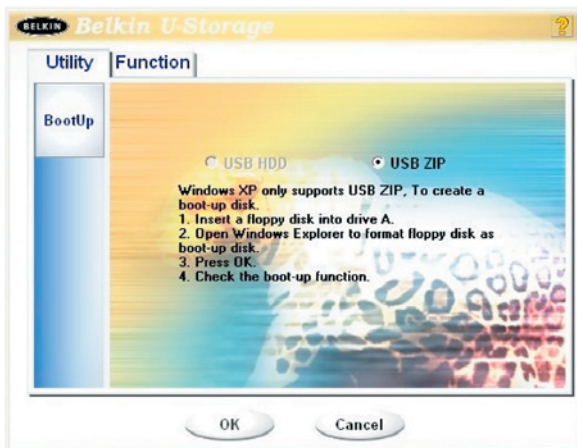 BELKIN Belkin U-Storage ?
Utility Function
BootUp
USB HDD USB ZIP
Windows XP only supports USB ZIP, To create a
boot-up disk.
1. Insert a floppy disk into drive A.
2. Open Windows Explorer to format floppy disk as
boot-up disk.
3. Press OK.
4. Check the boot-up function.
OK Cancel